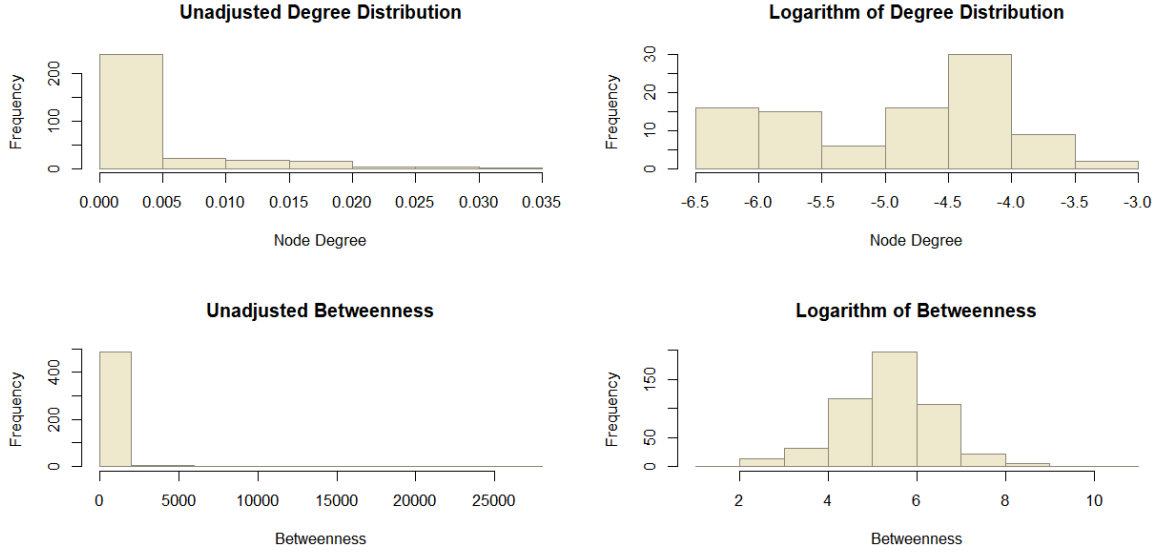 Unadjusted Degree Distribution
Frequency
0 100 200
0.000 0.005 0.010 0.015 0.020 0.025 0.030 0.035
Node Degree
Logarithm of Degree Distribution
Frequency
0 10 20 30
-6.5 -6.0 -5.5 -5.0 -4.5 -4.0 -3.5 -3.0
Node Degree
Unadjusted Betweenness
Frequency
0 200 400
0 5000 10000 15000 20000 25000
Betweenness
Logarithm of Betweenness
Frequency
0 50 150
2 4 6 8 10
Betweenness